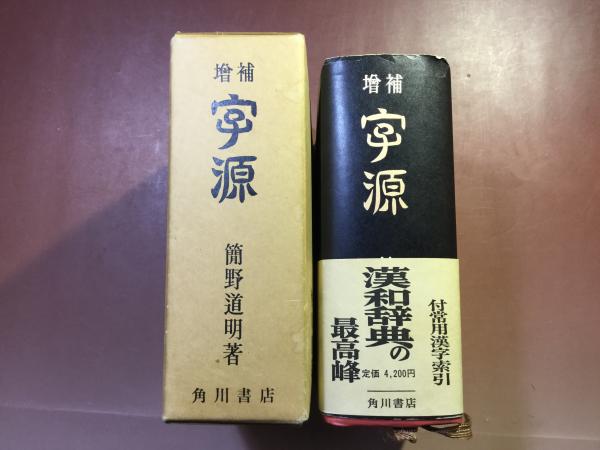 増補
字源
簡野道明著
角川書店
増補
字源
漢和辞典の
最高峰
付常用漢字索引
定価 4,200円
角川書店